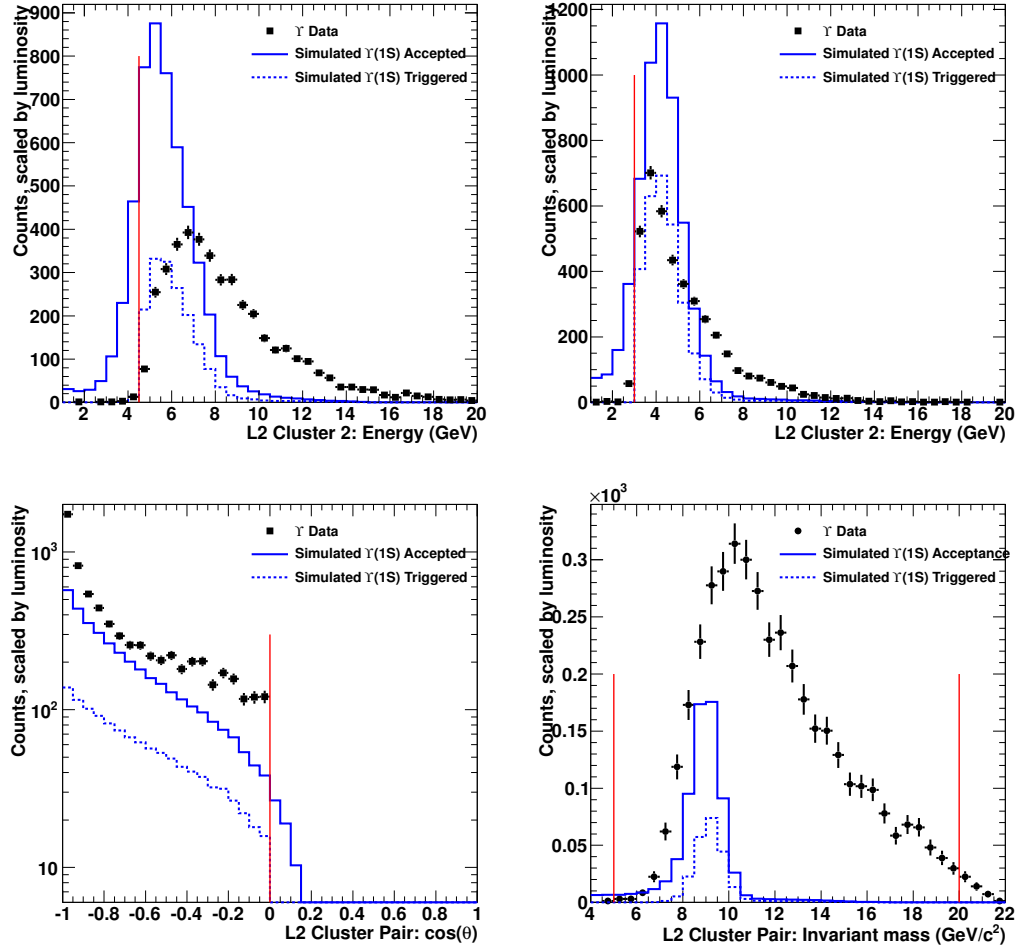 Counts, scaled by luminosity
900
800
700
600
500
400
300
200
100
0
2 4 6 8 10 12 14 16 18 20
L2 Cluster 2: Energy (GeV)
ϒ Data
Simulated ϒ(1S) Accepted
Simulated ϒ(1S) Triggered
Counts, scaled by luminosity
1200
1000
800
600
400
200
0
2 4 6 8 10 12 14 16 18 20
L2 Cluster 2: Energy (GeV)
ϒ Data
Simulated ϒ(1S) Accepted
Simulated ϒ(1S) Triggered
Counts, scaled by luminosity
10³
10²
10
-1 -0.8 -0.6 -0.4 -0.2 0 0.2 0.4 0.6 0.8 1
L2 Cluster Pair: cos(θ)
ϒ Data
Simulated ϒ(1S) Accepted
Simulated ϒ(1S) Triggered
×10³
Counts, scaled by luminosity
0.3
0.25
0.2
0.15
0.1
0.05
0
4 6 8 10 12 14 16 18 20 22
L2 Cluster Pair: Invariant mass (GeV/c²)
ϒ Data
Simulated ϒ(1S) Acceptance
Simulated ϒ(1S) Triggered